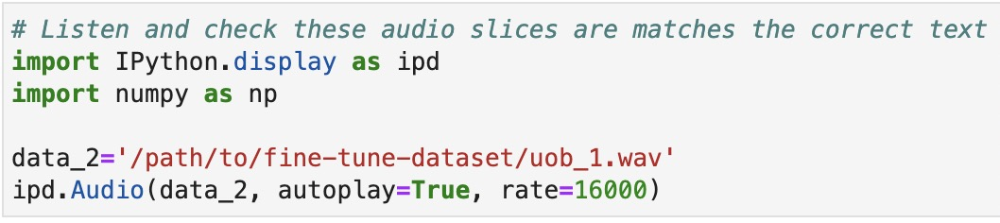 # Listen and check these audio slices are matches the correct text
import IPython.display as ipd
import numpy as np
data_2='/path/to/fine-tune-dataset/uob_1.wav'
ipd.Audio(data_2, autoplay=True, rate=16000)